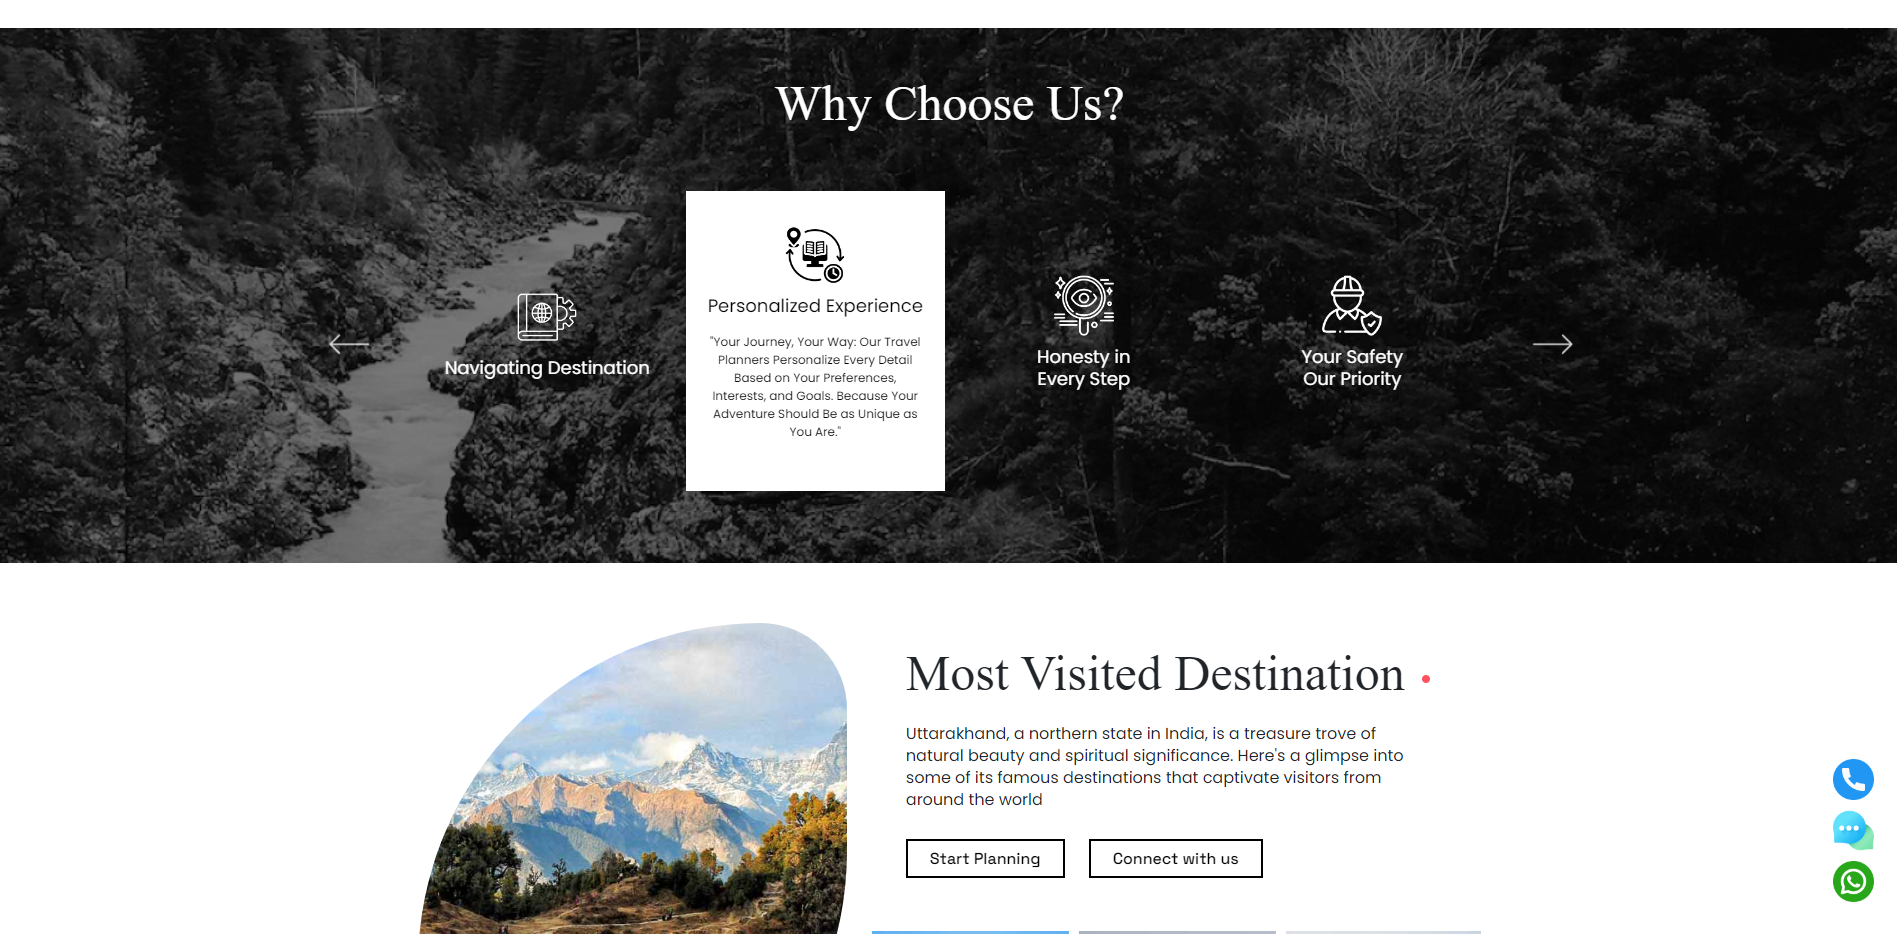 Why Choose Us?
Navigating Destination
Personalized Experience
"Your Journey, Your Way: Our Travel
Planners Personalize Every Detail
Based on Your Preferences,
Interests, and Goals. Because Your
Adventure Should Be as Unique as
You Are."
Honesty in
Every Step
Your Safety
Our Priority
Most Visited Destination
Uttarakhand, a northern state in India, is a treasure trove of
natural beauty and spiritual significance. Here's a glimpse into
some of its famous destinations that captivate visitors from
around the world
Start Planning
Connect with us